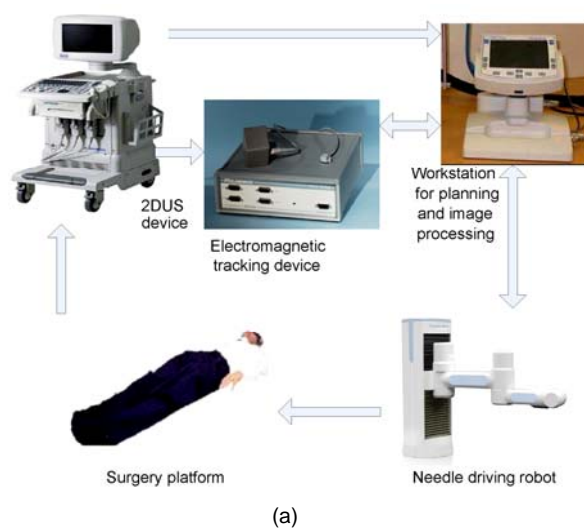 2DUS
device
Electromagnetic
tracking device
Workstation
for planning
and image
processing
Surgery platform
Needle driving robot
(a)